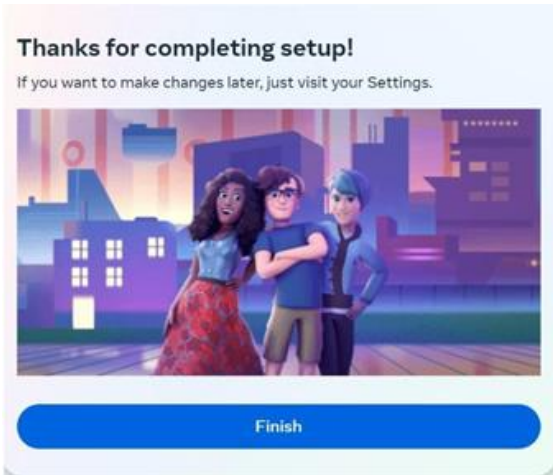 Thanks for completing setup!
If you want to make changes later, just visit your Settings.
Finish